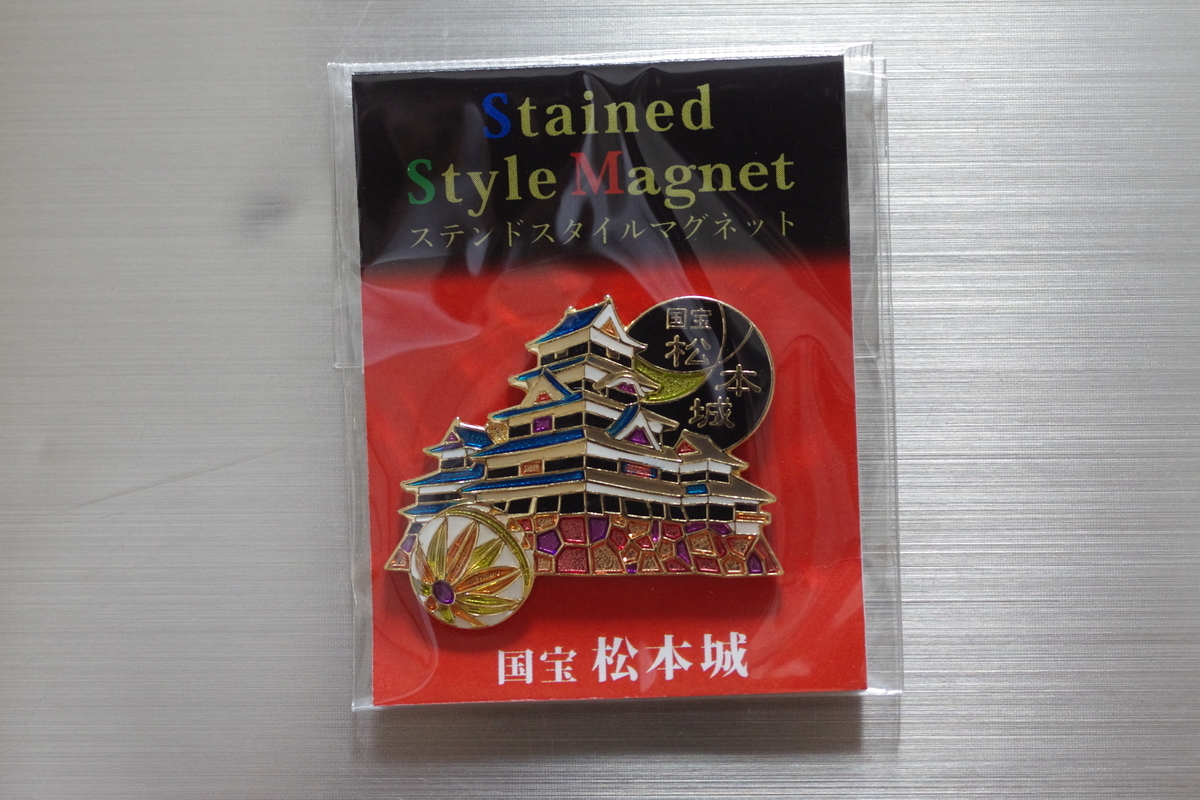 Stained
Style Magnet
ステンドスタイルマグネット
国宝
松
本
城
国宝 松本城